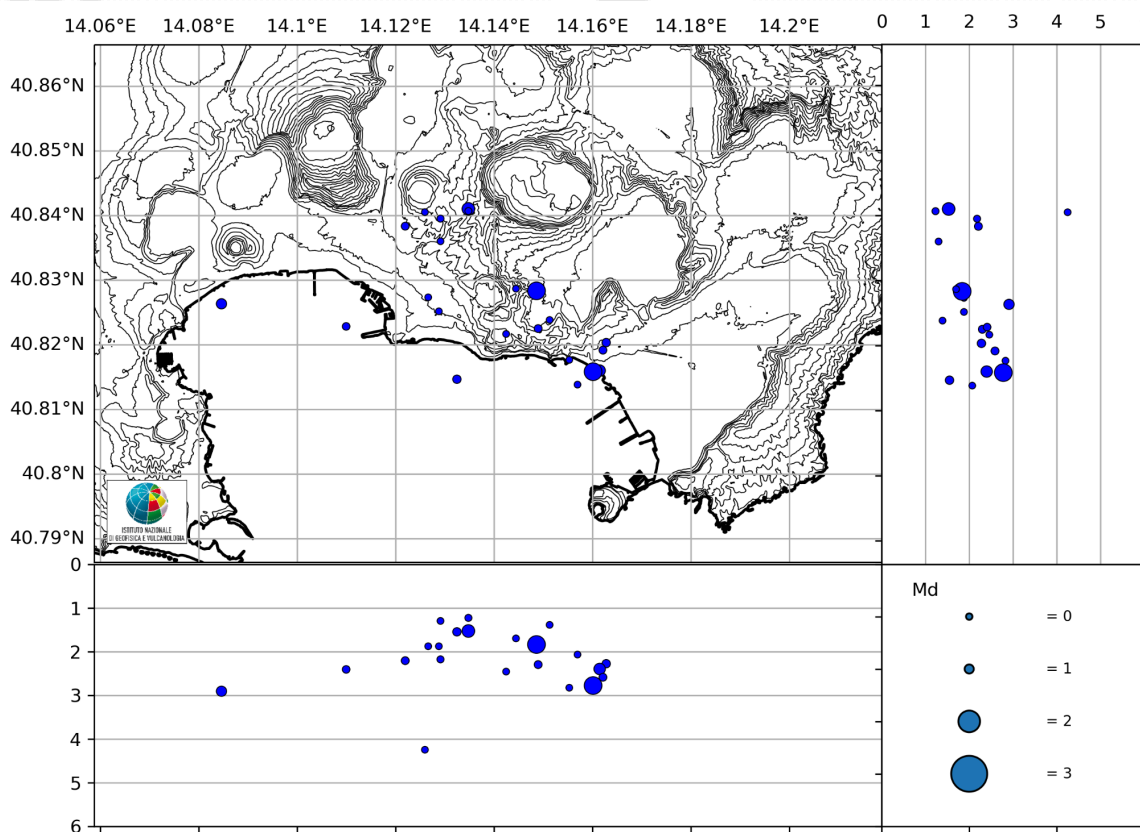 14.06°E 14.08°E 14.1°E 14.12°E 14.14°E 14.16°E 14.18°E 14.2°E 0 1 2 3 4 5
40.86°N
40.85°N
40.84°N
40.83°N
40.82°N
40.81°N
40.8°N
40.79°N
ISTITUTO NAZIONALE
DI GEOFISICA E VULCANOLOGIA
0
1
2
3
4
5
6
Md
= 0
= 1
= 2
= 3